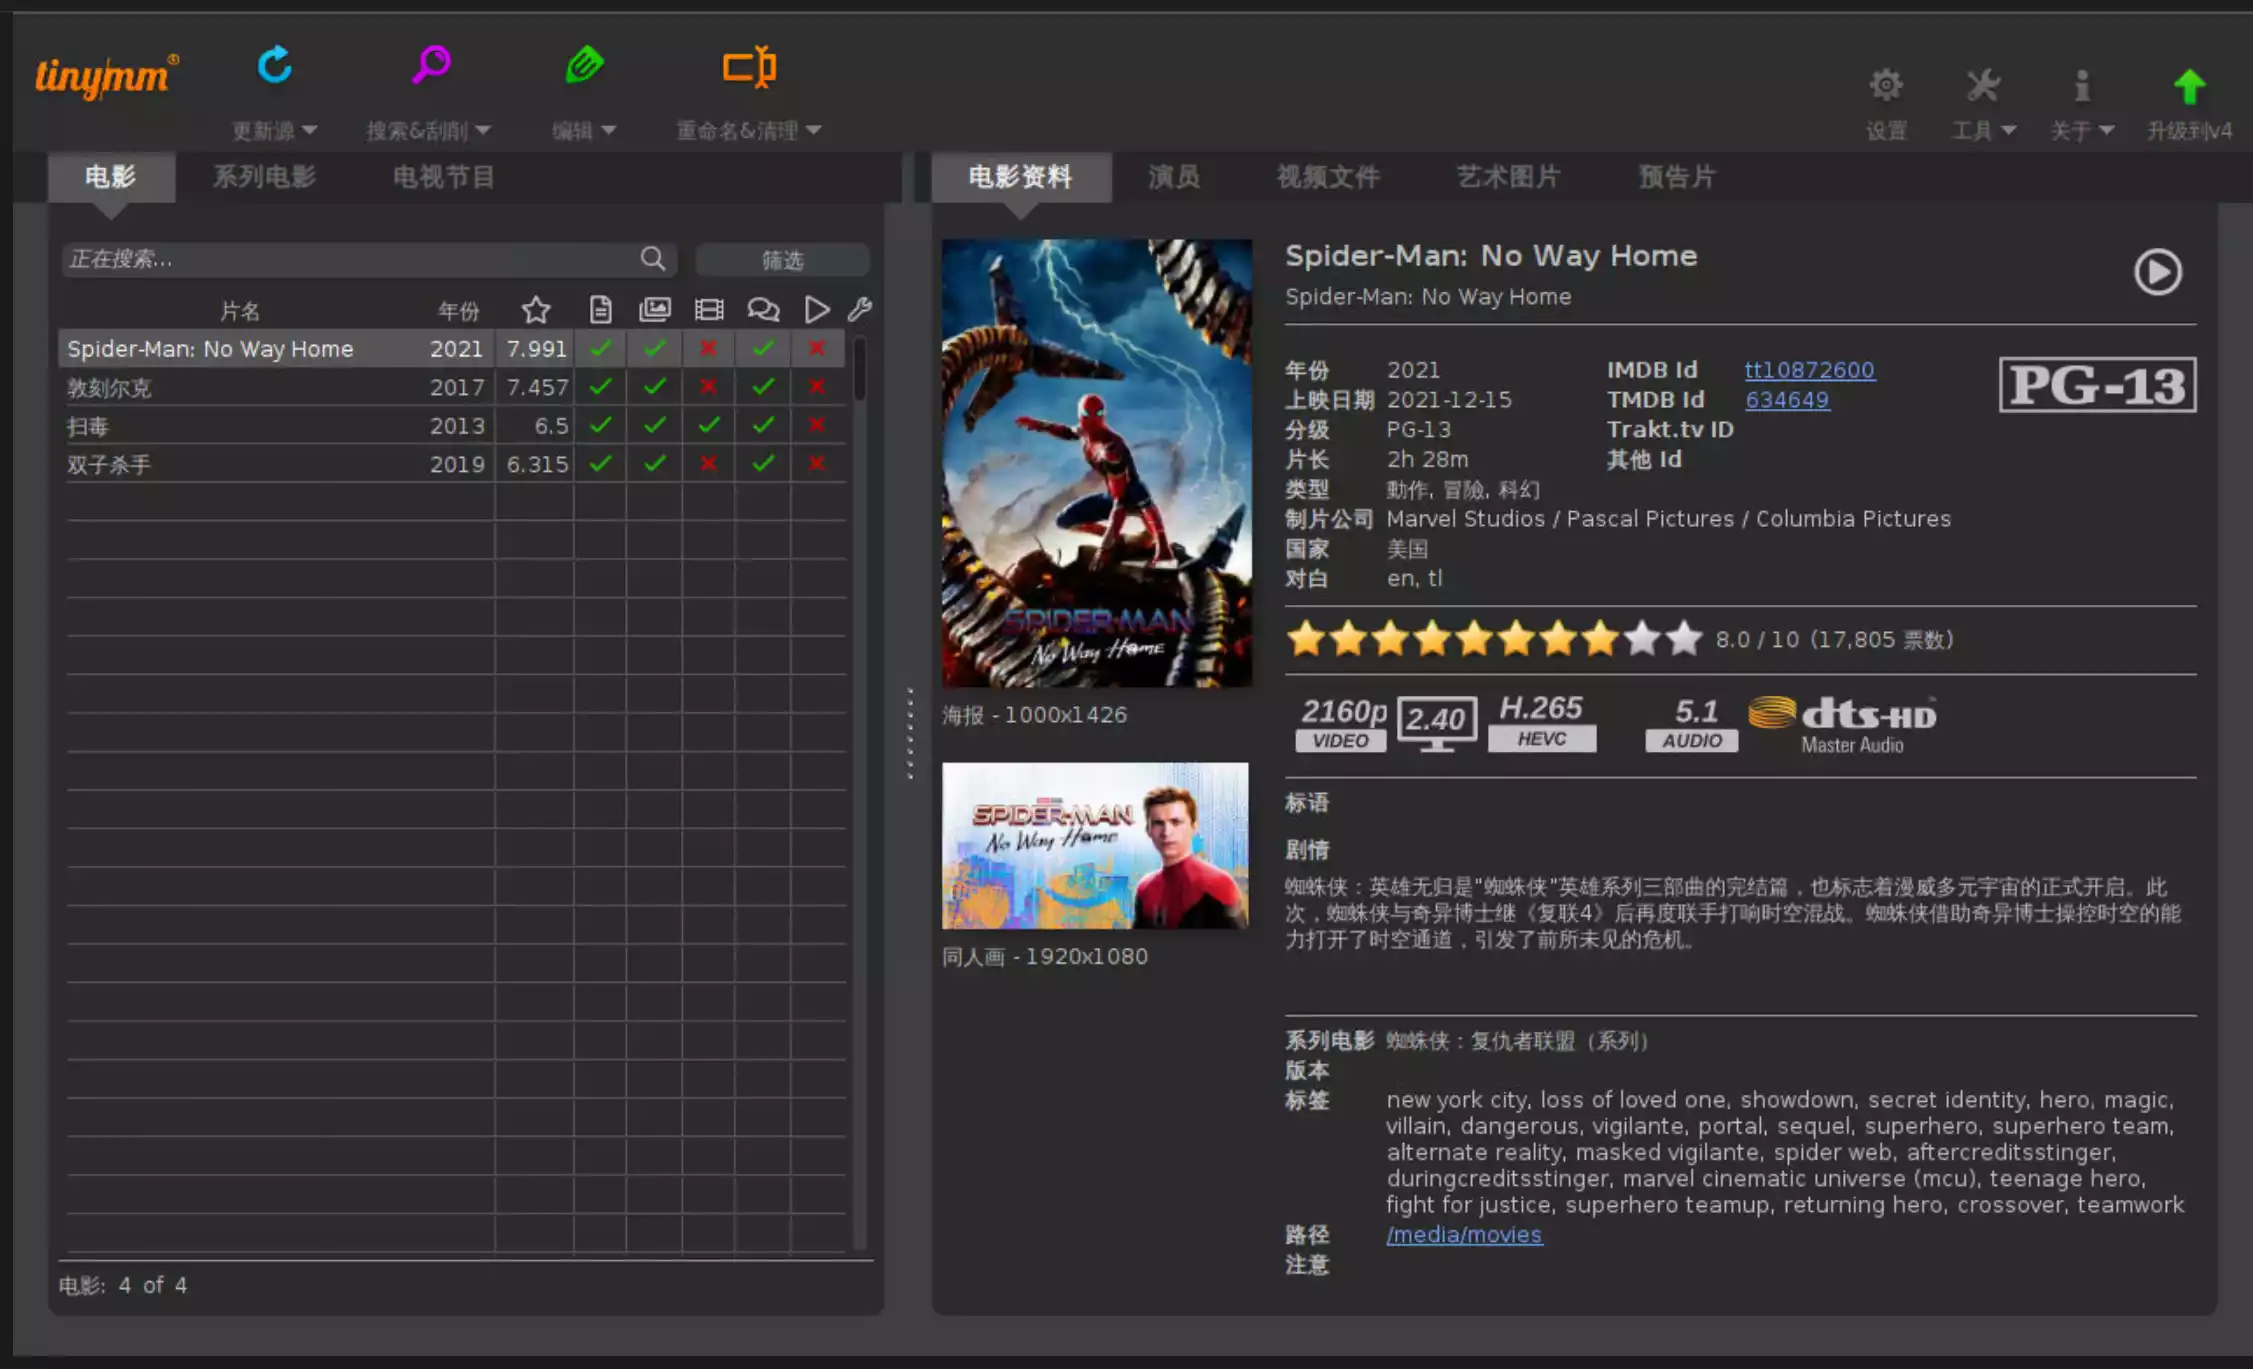 tinymm®
更新源
搜索&刮削
编辑
重命名&清理
设置
工具
关于
升级到v4
电影
系列电影
电视节目
正在搜索...
筛选
片名 年份
Spider-Man: No Way Home 2021 7.991
敦刻尔克 2017 7.457
扫毒 2013 6.5
双子杀手 2019 6.315
电影: 4 of 4
电影资料
演员
视频文件
艺术图片
预告片
SPIDER-MAN
No Way Home
海报 - 1000x1426
SPIDER-MAN
No Way Home
同人画 - 1920x1080
Spider-Man: No Way Home
Spider-Man: No Way Home
年份 2021 IMDB Id tt10872600
PG-13
上映日期 2021-12-15 TMDB Id 634649
分级 PG-13 Trakt.tv ID
片长 2h 28m 其他 Id
类型 動作, 冒險, 科幻
制片公司 Marvel Studios / Pascal Pictures / Columbia Pictures
国家 美国
对白 en, tl
8.0 / 10 (17,805 票数)
2160p VIDEO
2.40
H.265 HEVC
5.1 AUDIO
dts-HD Master Audio
标语
剧情
蜘蛛侠：英雄无归是"蜘蛛侠"英雄系列三部曲的完结篇，也标志着漫威多元宇宙的正式开启。此
次，蜘蛛侠与奇异博士继《复联4》后再度联手打响时空混战。蜘蛛侠借助奇异博士操控时空的能
力打开了时空通道，引发了前所未见的危机。
系列电影 蜘蛛侠：复仇者联盟（系列）
版本
标签 new york city, loss of loved one, showdown, secret identity, hero, magic,
villain, dangerous, vigilante, portal, sequel, superhero, superhero team,
alternate reality, masked vigilante, spider web, aftercreditsstinger,
duringcreditsstinger, marvel cinematic universe (mcu), teenage hero,
fight for justice, superhero teamup, returning hero, crossover, teamwork
路径 /media/movies
注意